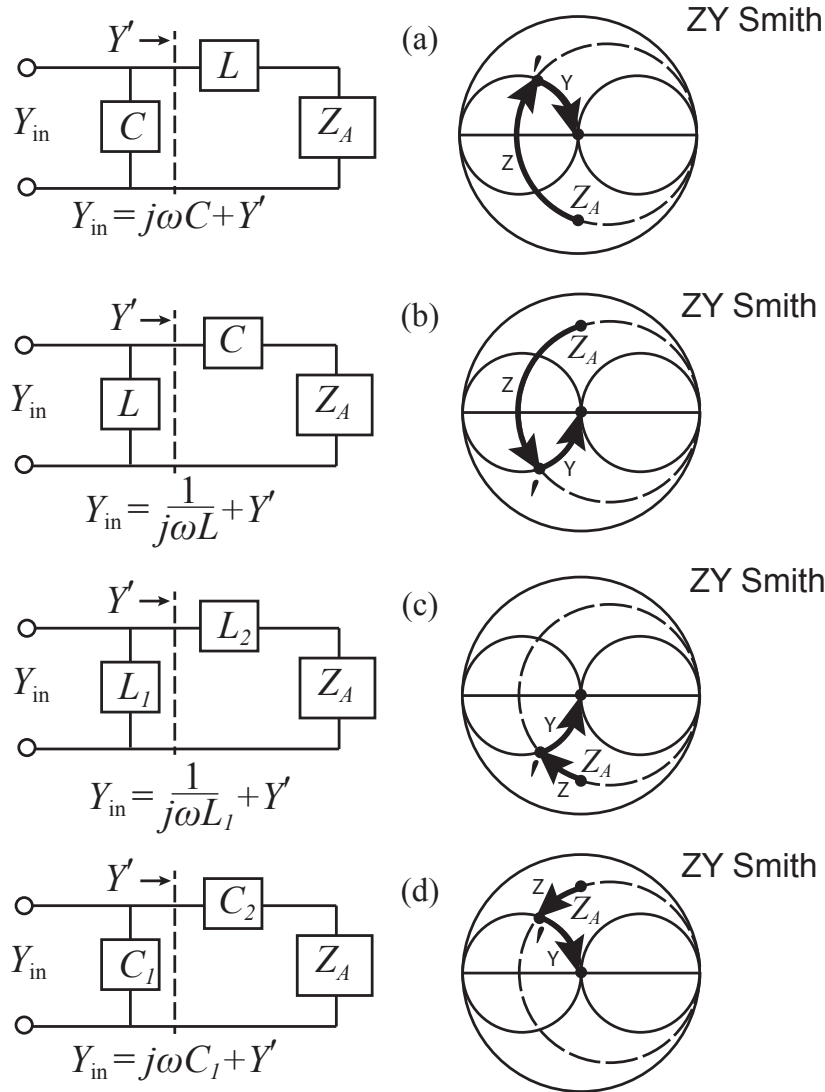 ZY Smith
Y′ → L (a)
Y_in C Z_A
Y_in = jωC + Y′
′ Y
Z
Z_A
ZY Smith
Y′ → C (b)
Y_in L Z_A
Y_in = 1/jωL + Y′
Z_A
Z
Y
′
ZY Smith
Y′ → L_2 (c)
Y_in L_1 Z_A
Y_in = 1/jωL_1 + Y′
Y
′ Z_A
Z
ZY Smith
Y′ → C_2 (d)
Y_in C_1 Z_A
Y_in = jωC_1 + Y′
Z
Z_A
′
Y